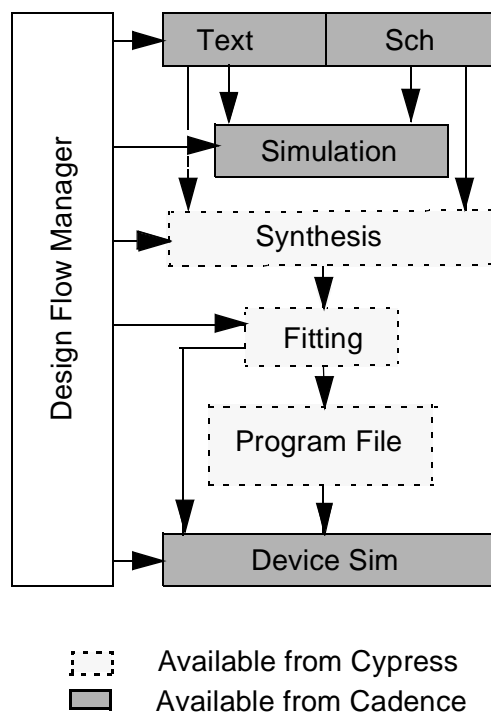 Text Sch
Design Flow Manager
Simulation
Synthesis
Fitting
Program File
Device Sim
Available from Cypress
Available from Cadence